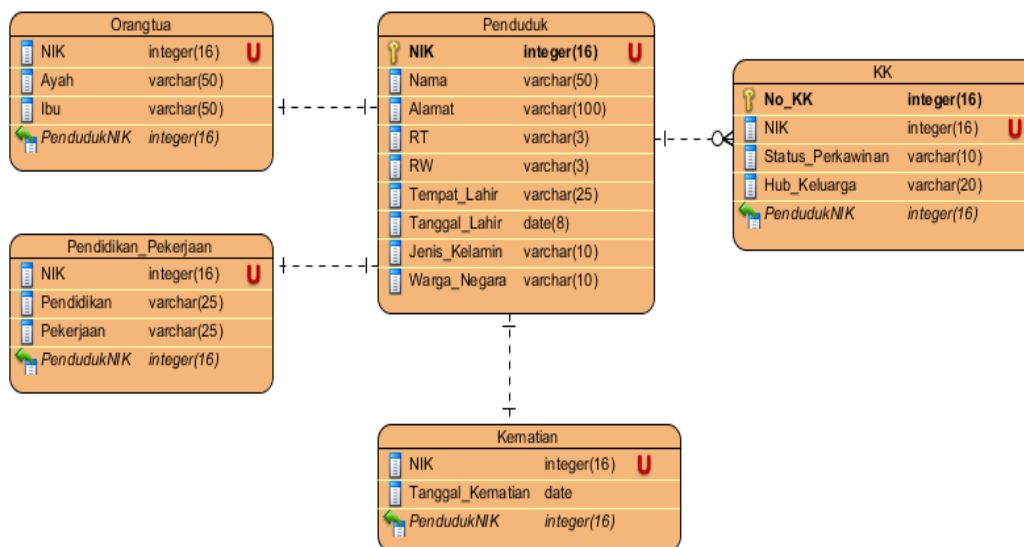 Orangtua
NIK integer(16) U
Ayah varchar(50)
Ibu varchar(50)
PendudukNIK integer(16)
Penduduk
NIK integer(16) U
Nama varchar(50)
Alamat varchar(100)
RT varchar(3)
RW varchar(3)
Tempat_Lahir varchar(25)
Tanggal_Lahir date(8)
Jenis_Kelamin varchar(10)
Warga_Negara varchar(10)
KK
No_KK integer(16)
NIK integer(16) U
Status_Perkawinan varchar(10)
Hub_Keluarga varchar(20)
PendudukNIK integer(16)
Pendidikan_Pekerjaan
NIK integer(16) U
Pendidikan varchar(25)
Pekerjaan varchar(25)
PendudukNIK integer(16)
Kematian
NIK integer(16) U
Tanggal_Kematian date
PendudukNIK integer(16)